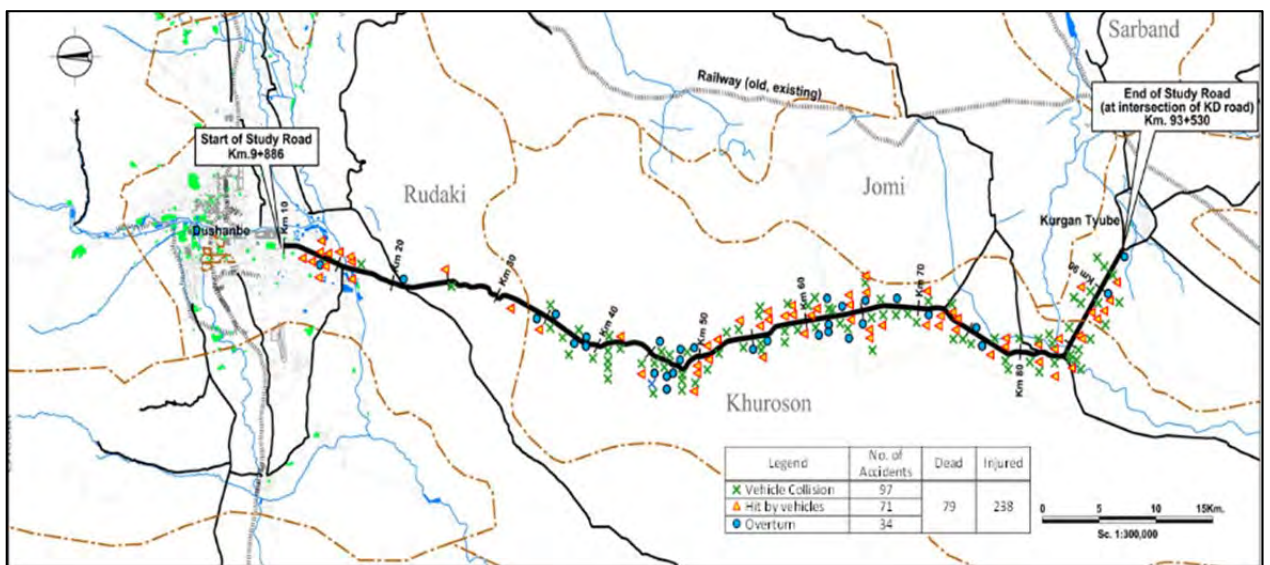 Sarband
Railway (old, existing)
End of Study Road
(at intersection of KD road)
Km. 93+530
Start of Study Road
Km.9+886
Rudaki
Jomi
Kurgan Tyube
Dushanbe
Km 10
Km 20
Km 30
Km 40
Km 50
Km 60
Km 70
Km 80
Km 90
Khuroson
Legend No. of Accidents Dead Injured
Vehicle Collision 97 79 238
Hit by vehicles 71
Overturn 34
0 5 10 15Km.
Sc. 1:300,000